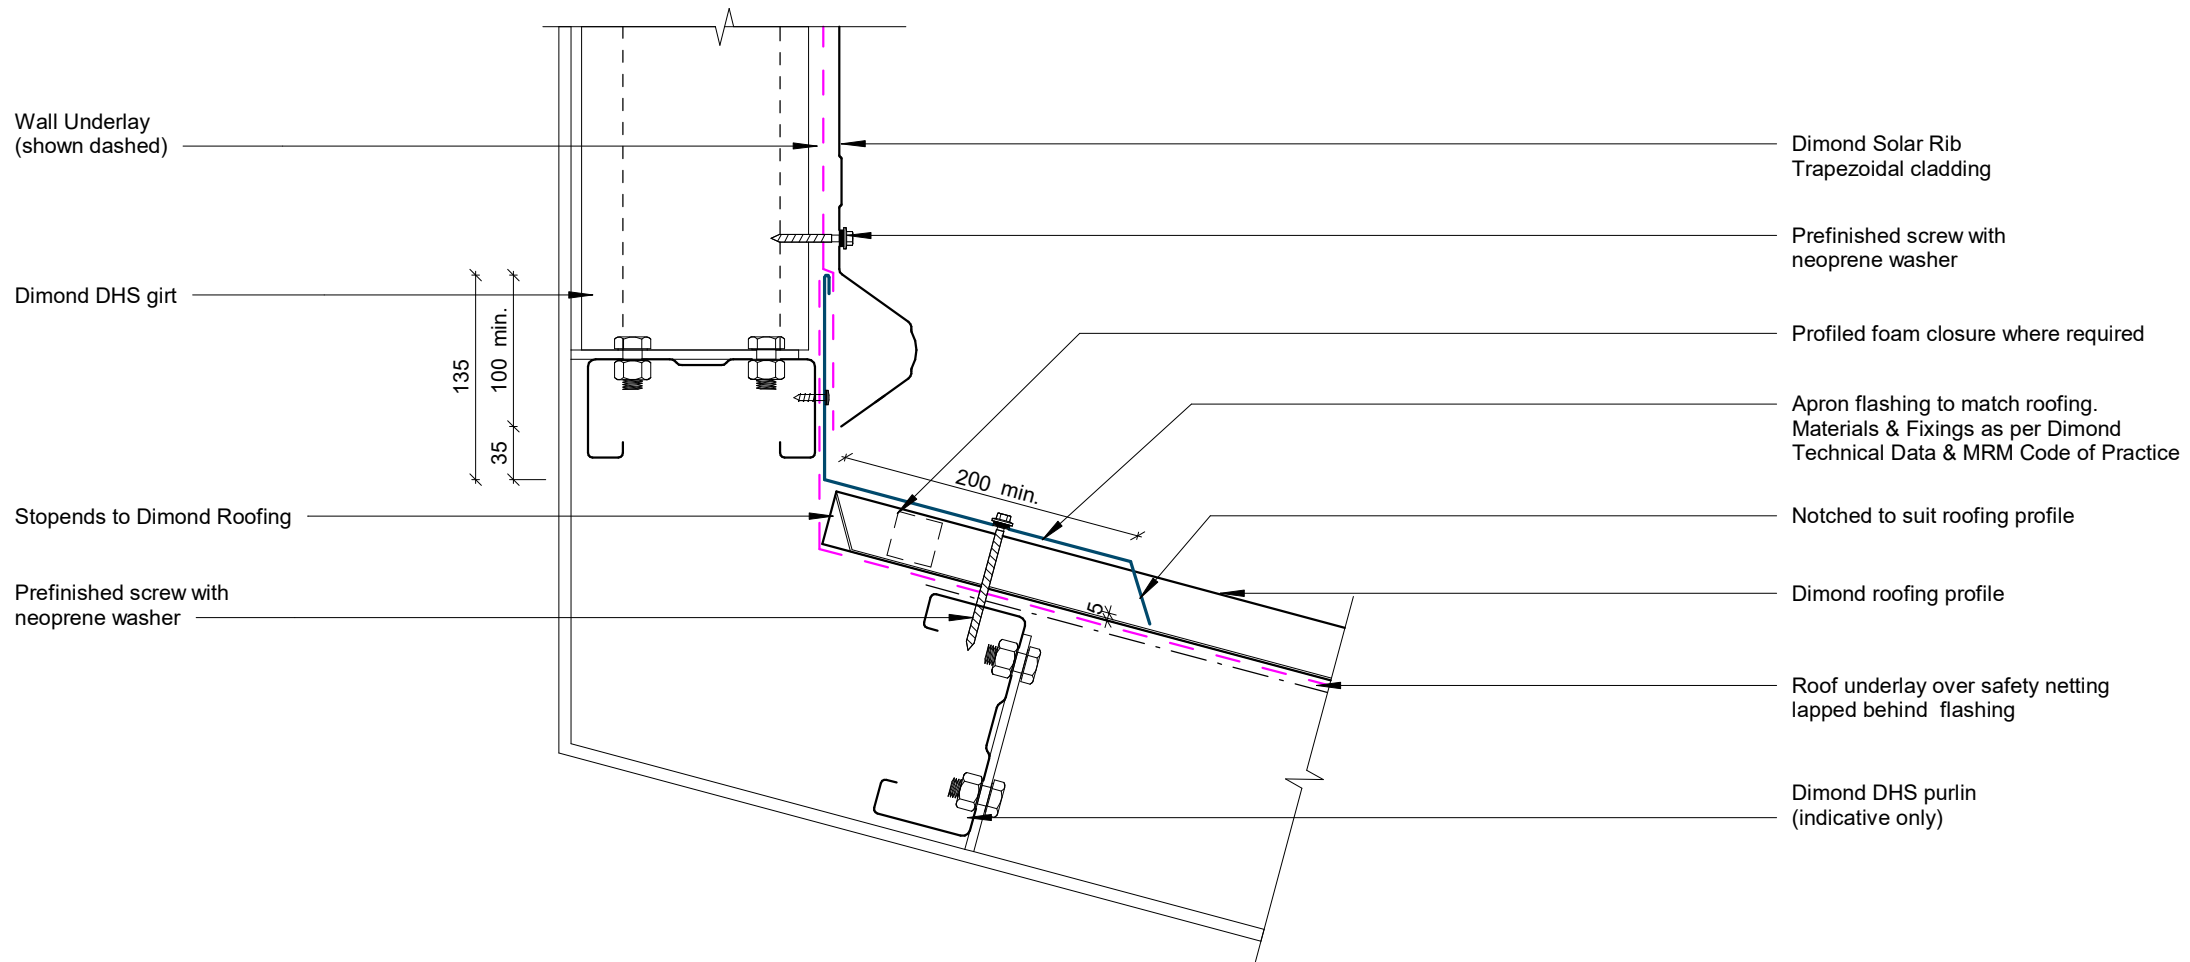 Wall Underlay
(shown dashed)
Dimond DHS girt
135
100 min.
35
Stopends to Dimond Roofing
Prefinished screw with
neoprene washer
200 min.
5
Dimond Solar Rib
Trapezoidal cladding
Prefinished screw with
neoprene washer
Profiled foam closure where required
Apron flashing to match roofing.
Materials & Fixings as per Dimond
Technical Data & MRM Code of Practice
Notched to suit roofing profile
Dimond roofing profile
Roof underlay over safety netting
lapped behind flashing
Dimond DHS purlin
(indicative only)